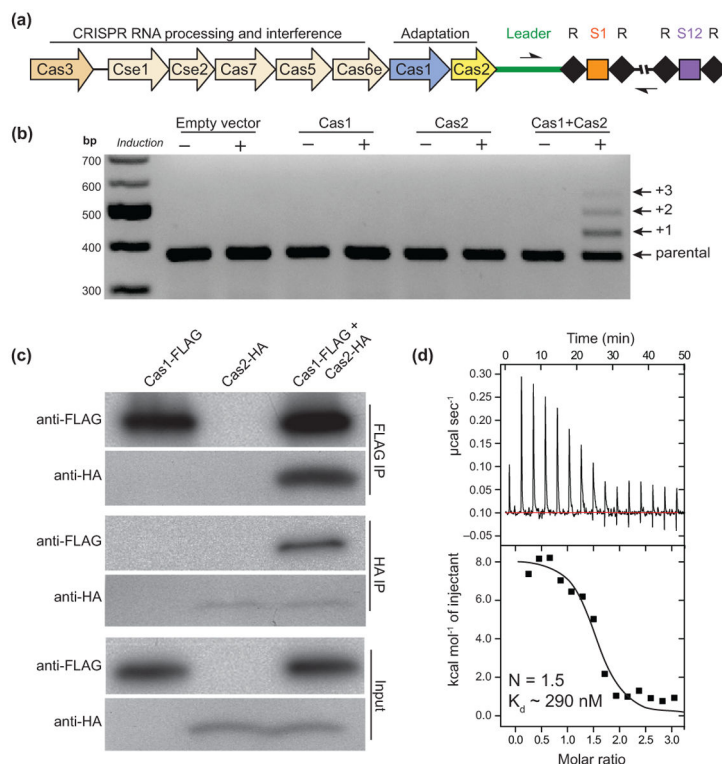 (a)
CRISPR RNA processing and interference Adaptation Leader R S1 R R S12 R
Cas3 Cse1 Cse2 Cas7 Cas5 Cas6e Cas1 Cas2
(b)
Empty vector Cas1 Cas2 Cas1+Cas2
bp Induction − + − + − + − +
700
600
500
400
300
+3
+2
+1
parental
(c)
Cas1-FLAG
Cas2-HA
Cas1-FLAG +
Cas2-HA
anti-FLAG
anti-HA
FLAG IP
anti-FLAG
anti-HA
HA IP
anti-FLAG
anti-HA
Input
(d)
Time (min)
0 10 20 30 40 50
0.30
0.25
0.20
0.15
0.10
0.05
0.10
−0.05
µcal sec⁻¹
8.0
6.0
4.0
2.0
0.0
kcal mol⁻¹ of injectant
N = 1.5
Kd ~ 290 nM
0.0 0.5 1.0 1.5 2.0 2.5 3.0
Molar ratio